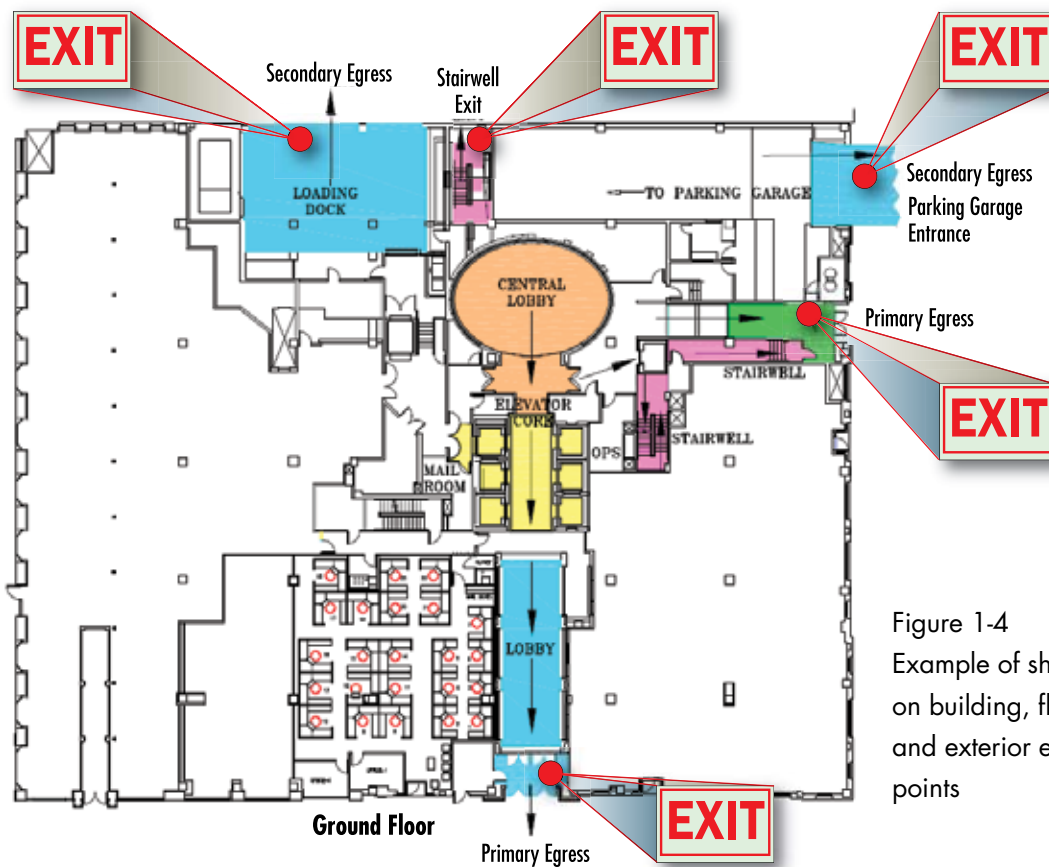 EXIT
EXIT
EXIT
Secondary Egress
Stairwell
Exit
LOADING
DOCK
TO PARKING GARAGE
Secondary Egress
Parking Garage
Entrance
CENTRAL
LOBBY
Primary Egress
STAIRWELL
EXIT
ELEVATOR
CORE
STAIRWELL
OPS
MAIL
ROOM
LOBBY
Figure 1-4
Example of sh
on building, fl
and exterior e
points
EXIT
Ground Floor
Primary Egress